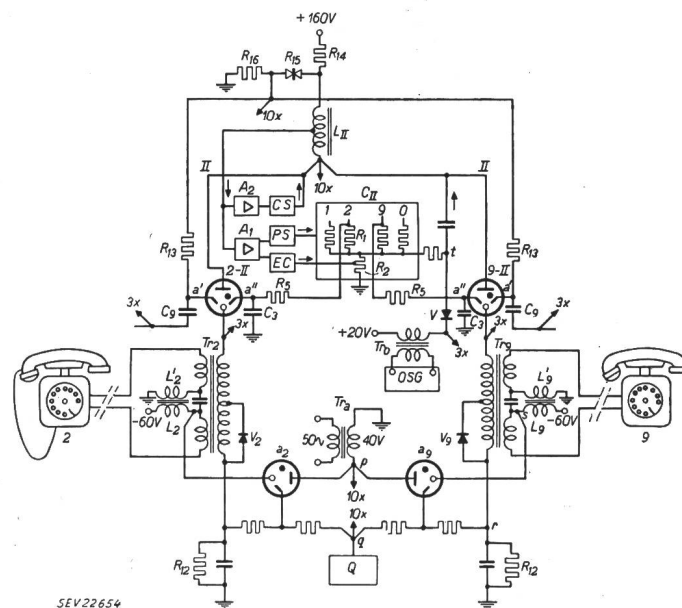 +160V
R16
R15
R14
10x
LII
II
10x
II
CII
A2
CS
1 2 9 0
A1
PS
R1
EC
R2
t
R13
2-II
9-II
R13
a'
a"
R5
R5
a"
a'
3x
C9
C3
V
C3
C9
3x
3x
+20V
3x
3x
Tr2
Trb
OSG
Tr9
L'2
L'9
-60V
L2
Tra
L9
-60V
2
50~
40V
9
V2
V9
a2
p
a9
10x
10x
q
r
R12
Q
R12
SEV22654